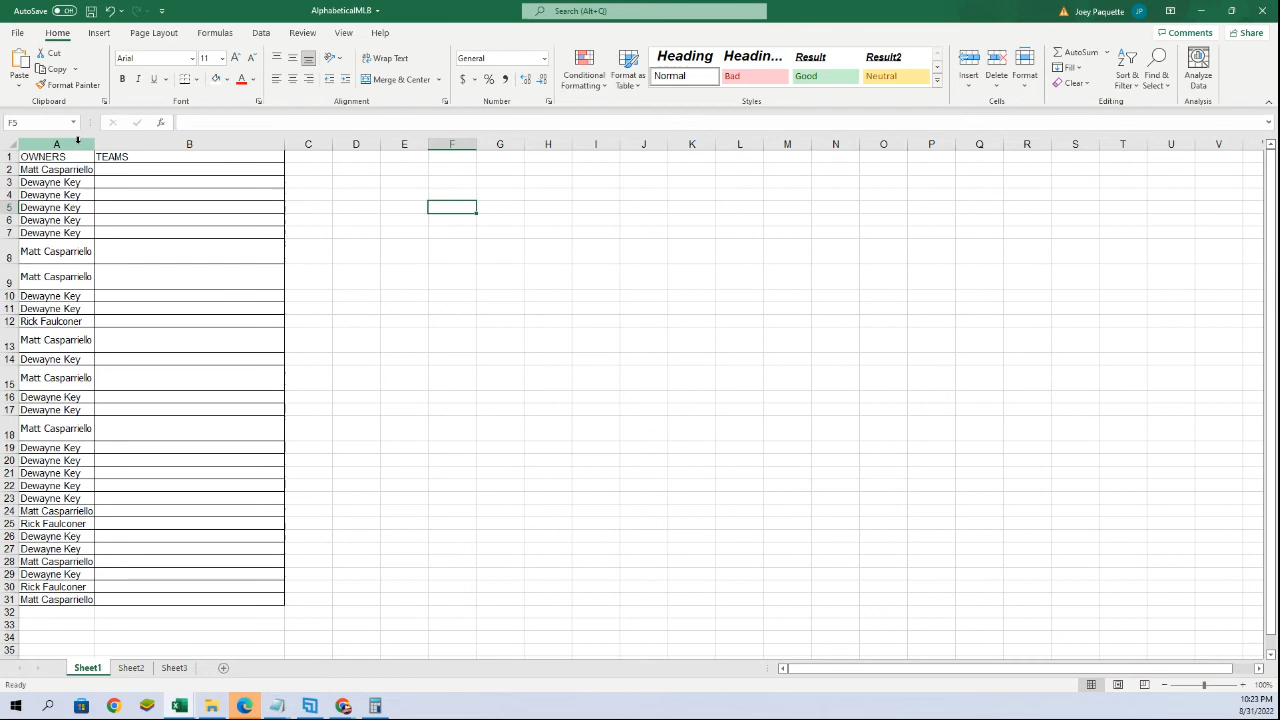 AutoSave Off AlphabeticalMLB Search (Alt+Q) Joey Paquette JP
File Home Insert Page Layout Formulas Data Review View Help Comments Share
Paste Cut Copy Format Painter Clipboard
Arial 11 B I U A Font
Wrap Text Merge & Center Alignment
General $ % Number
Conditional Formatting Format as Table
Heading Headin... Result Result2
Normal Bad Good Neutral
Styles
Insert Delete Format Cells
AutoSum Fill Clear Sort & Filter Find & Select Editing
Analyze Data Analysis
F5 fx
A B C D E F G H I J K L M N O P Q R S T U V
1 OWNERS TEAMS
2 Matt Casparriello
3 Dewayne Key
4 Dewayne Key
5 Dewayne Key
6 Dewayne Key
7 Dewayne Key
8 Matt Casparriello
9 Matt Casparriello
10 Dewayne Key
11 Dewayne Key
12 Rick Faulconer
13 Matt Casparriello
14 Dewayne Key
15 Matt Casparriello
16 Dewayne Key
17 Dewayne Key
18 Matt Casparriello
19 Dewayne Key
20 Dewayne Key
21 Dewayne Key
22 Dewayne Key
23 Dewayne Key
24 Matt Casparriello
25 Rick Faulconer
26 Dewayne Key
27 Dewayne Key
28 Matt Casparriello
29 Dewayne Key
30 Rick Faulconer
31 Matt Casparriello
32
33
34
35
Sheet1 Sheet2 Sheet3
Ready 100%
10:23 PM
8/31/2022